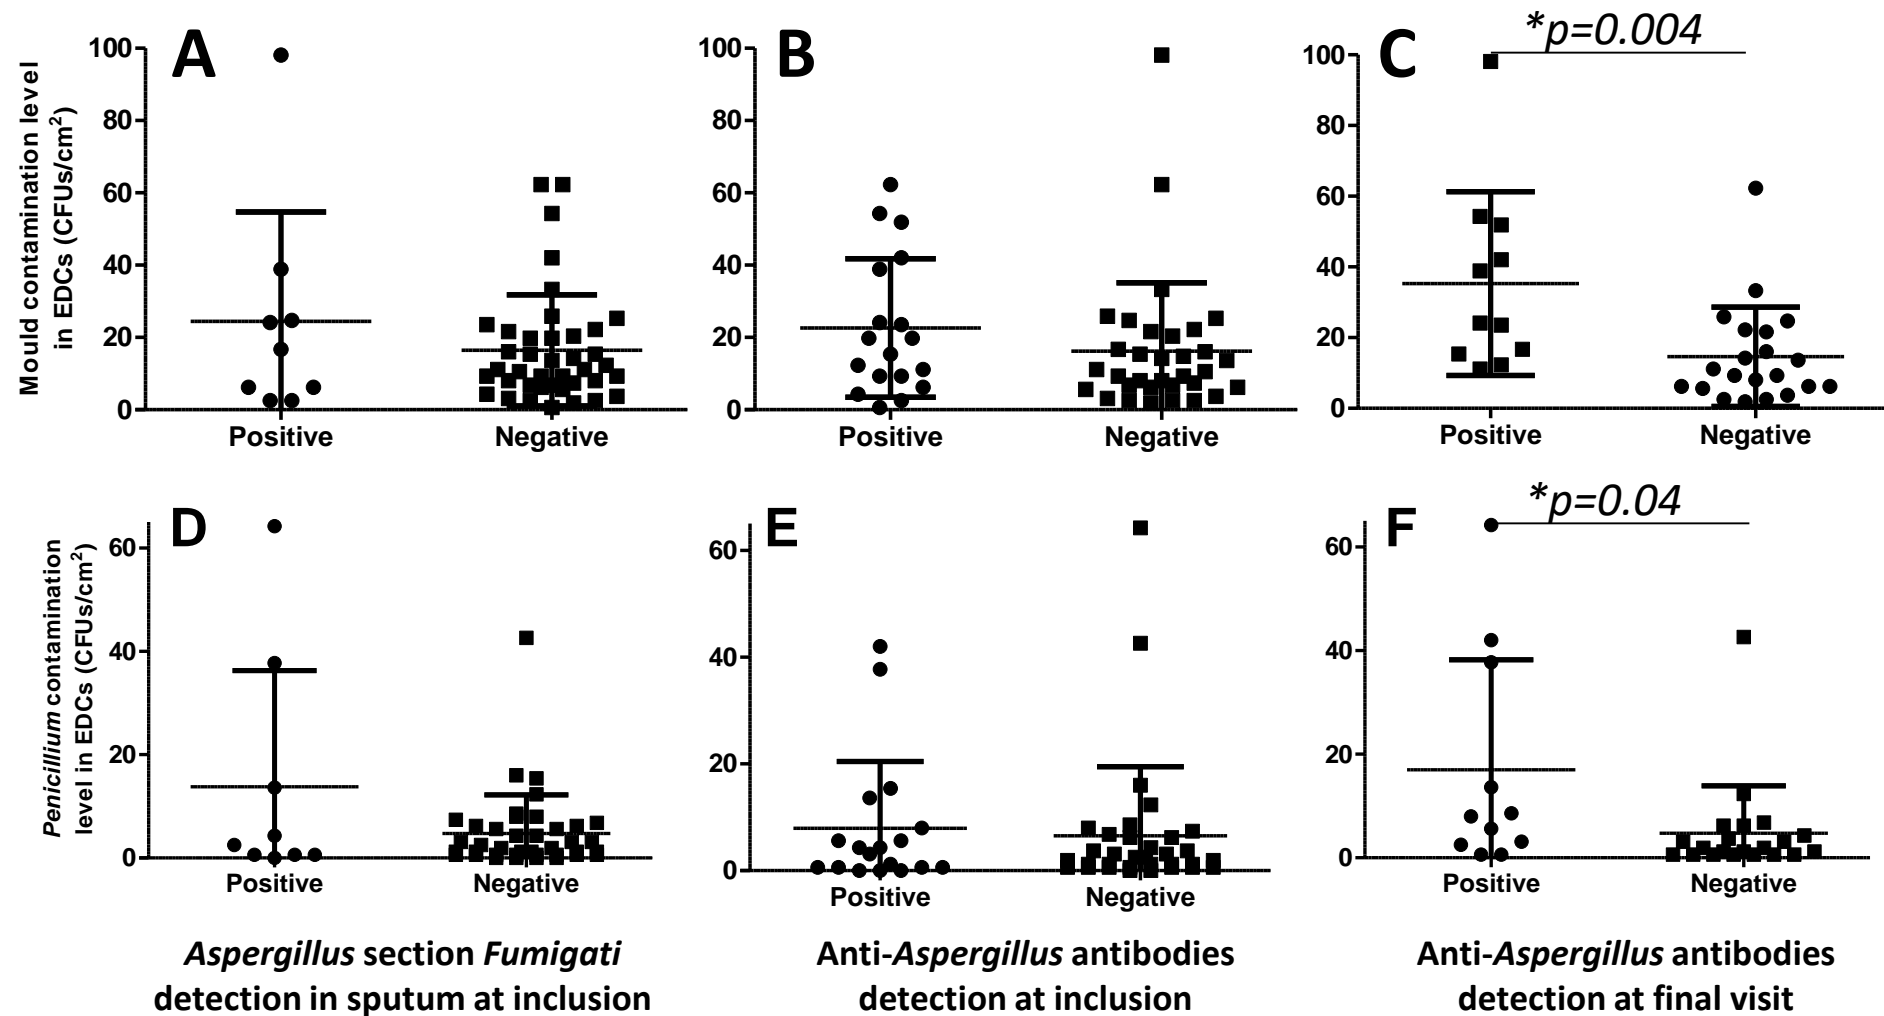 A
B
C
*p=0.004
Mould contamination level
in EDCs (CFUs/cm²)
100
80
60
40
20
0
Positive
Negative
100
80
60
40
20
0
Positive
Negative
100
80
60
40
20
0
Positive
Negative
D
E
F
*p=0.04
Penicillium contamination
level in EDCs (CFUs/cm²)
60
40
20
0
Positive
Negative
60
40
20
0
Positive
Negative
60
40
20
0
Positive
Negative
Aspergillus section Fumigati
detection in sputum at inclusion
Anti-Aspergillus antibodies
detection at inclusion
Anti-Aspergillus antibodies
detection at final visit